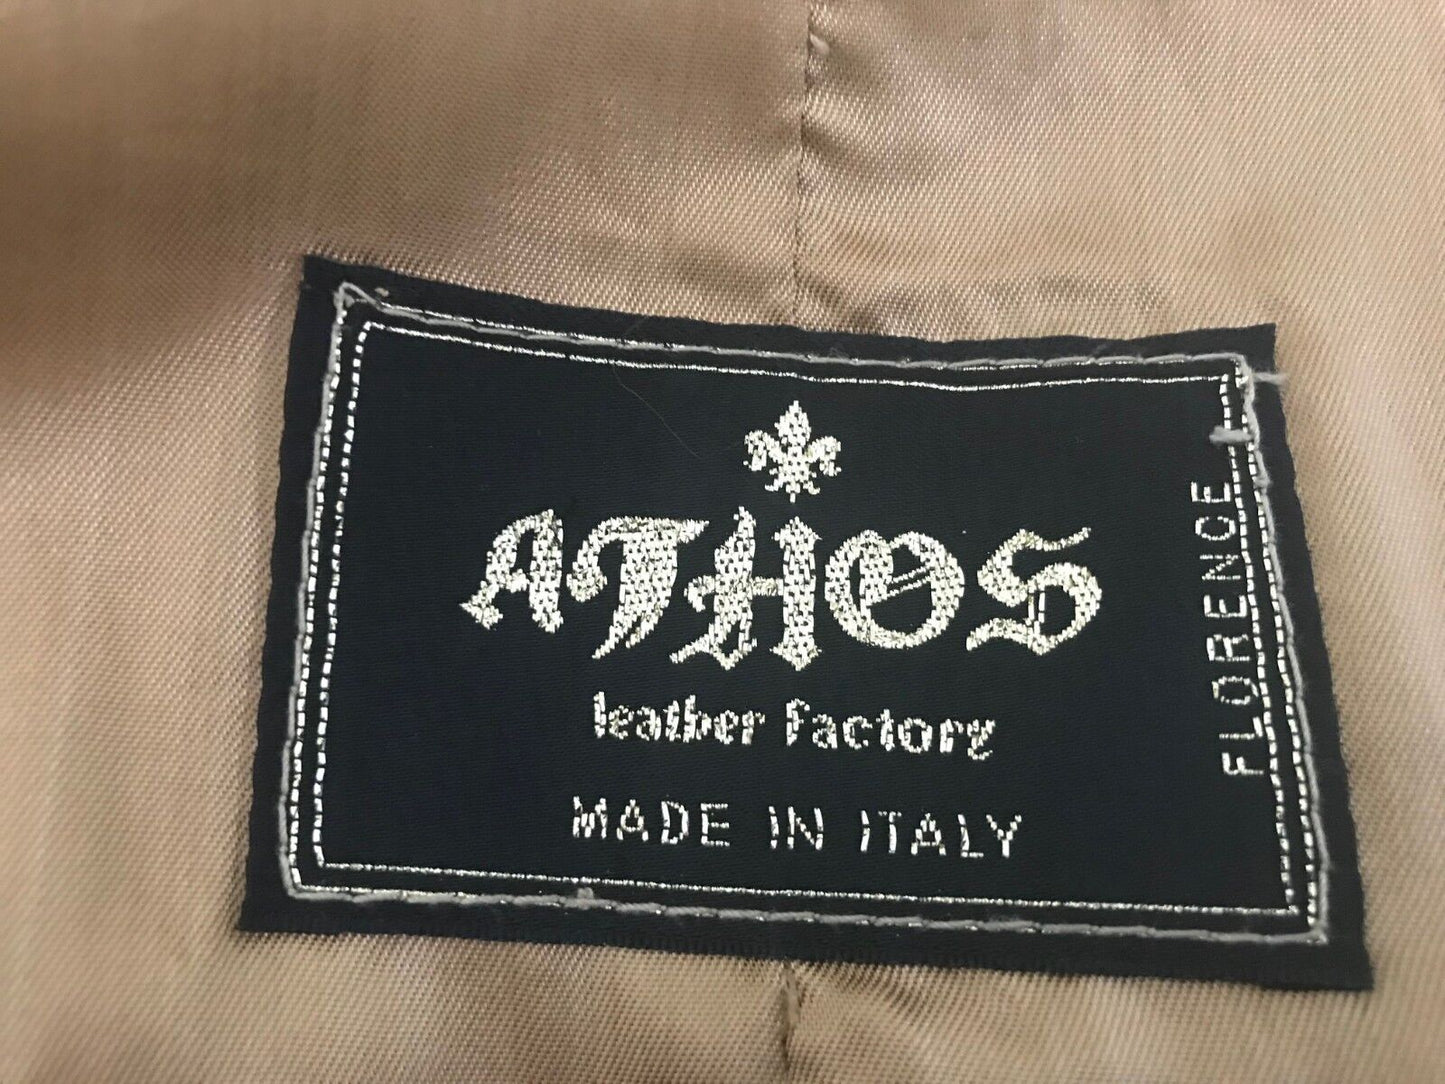 ATHOS
leather factory
MADE IN ITALY
FLORENCE